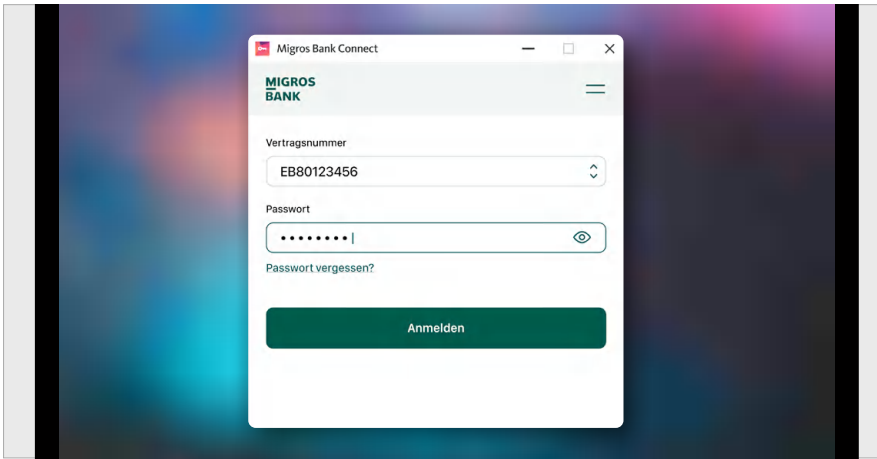 Migros Bank Connect
MIGROS
BANK
Vertragsnummer
EB80123456
Passwort
••••••••
Passwort vergessen?
Anmelden